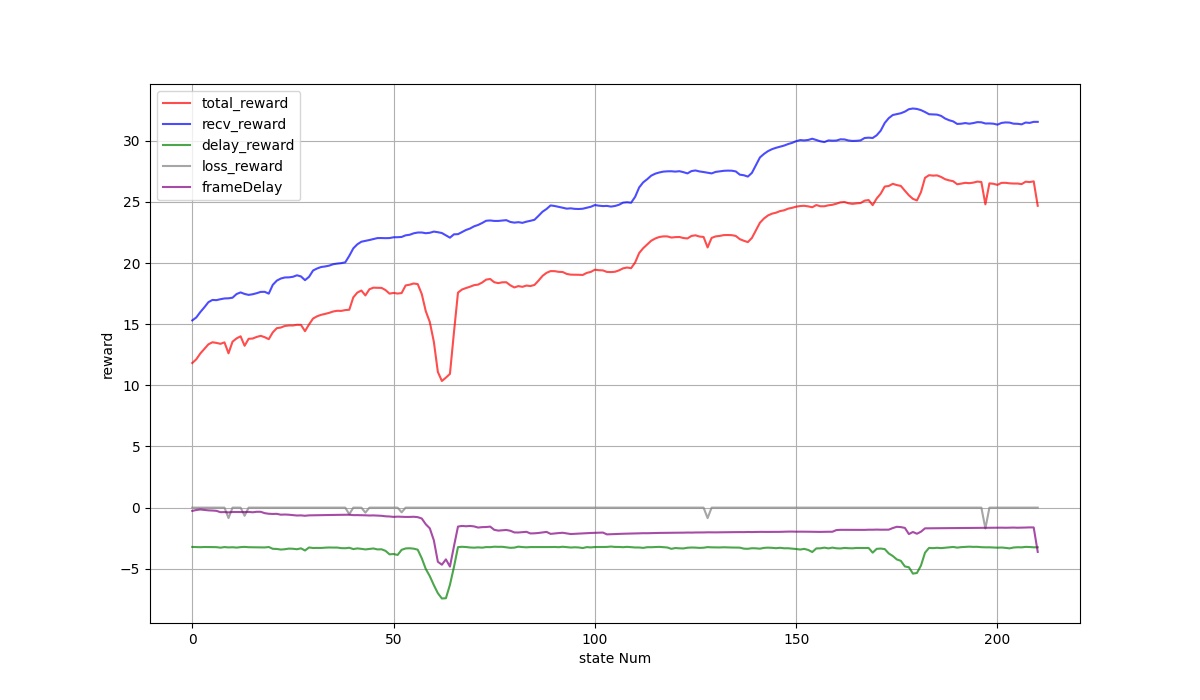 total_reward
recv_reward
delay_reward
loss_reward
frameDelay
reward
30
25
20
15
10
5
0
−5
0 50 100 150 200
state Num